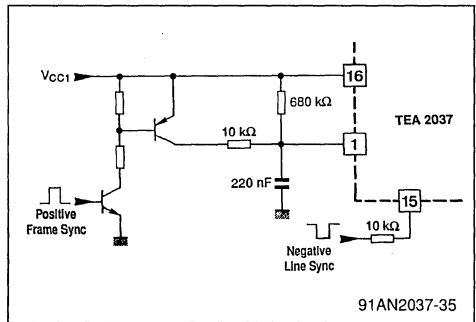 VCC1
16
680 kΩ
TEA 2037
10 kΩ
1
220 nF
15
Positive
Frame Sync
10 kΩ
Negative
Line Sync
91AN2037-35